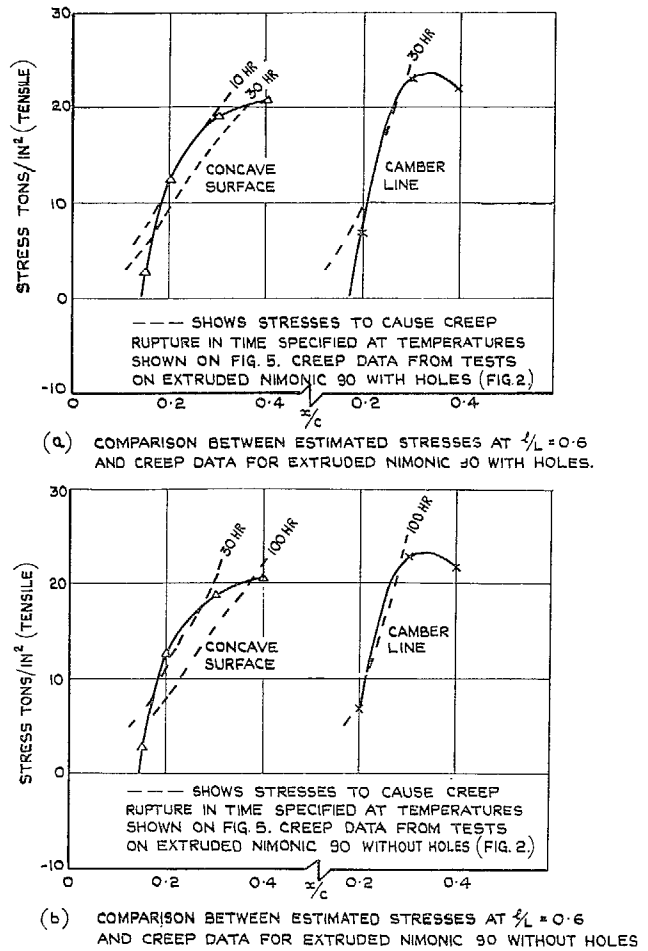 30
20
10
0
-10
STRESS TONS/IN² (TENSILE)
10 HR
30 HR
30 HR
CONCAVE
SURFACE
CAMBER
LINE
---- SHOWS STRESSES TO CAUSE CREEP
RUPTURE IN TIME SPECIFIED AT TEMPERATURES
SHOWN ON FIG. 5. CREEP DATA FROM TESTS
ON EXTRUDED NIMONIC 90 WITH HOLES (FIG.2)
0 0.2 0.4 0.2 0.4
x/c
(a) COMPARISON BETWEEN ESTIMATED STRESSES AT ℓ/L = 0.6
AND CREEP DATA FOR EXTRUDED NIMONIC 90 WITH HOLES.
30
20
10
0
-10
STRESS TONS/IN² (TENSILE)
30 HR
100 HR
100 HR
CONCAVE
SURFACE
CAMBER
LINE
---- SHOWS STRESSES TO CAUSE CREEP
RUPTURE IN TIME SPECIFIED AT TEMPERATURES
SHOWN ON FIG. 5. CREEP DATA FROM TESTS
ON EXTRUDED NIMONIC 90 WITHOUT HOLES (FIG. 2)
0 0.2 0.4 0.2 0.4
x/c
(b) COMPARISON BETWEEN ESTIMATED STRESSES AT ℓ/L = 0.6
AND CREEP DATA FOR EXTRUDED NIMONIC 90 WITHOUT HOLES